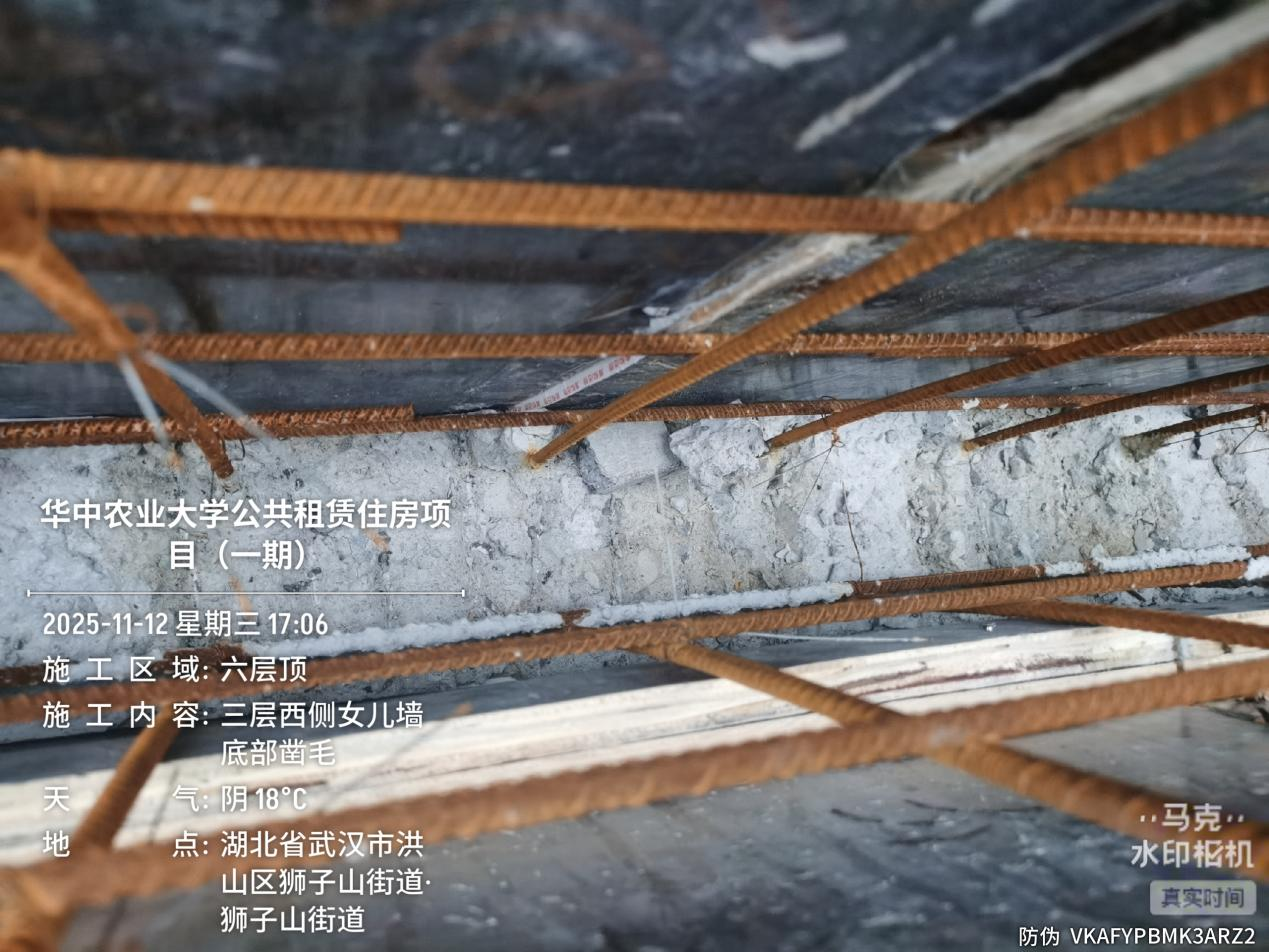 华中农业大学公共租赁住房项
目（一期）
2025-11-12 星期三 17:06
施工区域: 六层顶
施工内容: 三层西侧女儿墙
底部凿毛
天气: 阴 18°C
地点: 湖北省武汉市洪
山区狮子山街道·
狮子山街道
马克
水印相机
真实时间
防伪 VKAFYPBMK3ARZ2